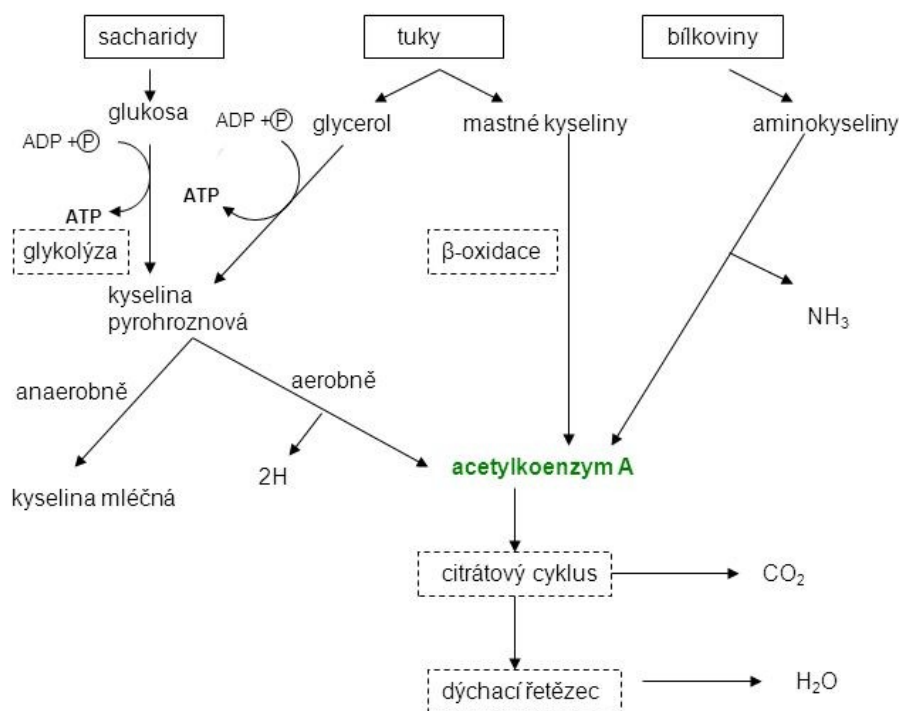 sacharidy
tuky
bílkoviny
glukosa
ADP +P
glycerol
mastné kyseliny
aminokyseliny
ADP +P
ATP
ATP
glykolýza
β-oxidace
kyselina
pyrohroznová
NH3
anaerobně
aerobně
2H
acetylkoenzym A
kyselina mléčná
citrátový cyklus
CO2
dýchací řetězec
H2O